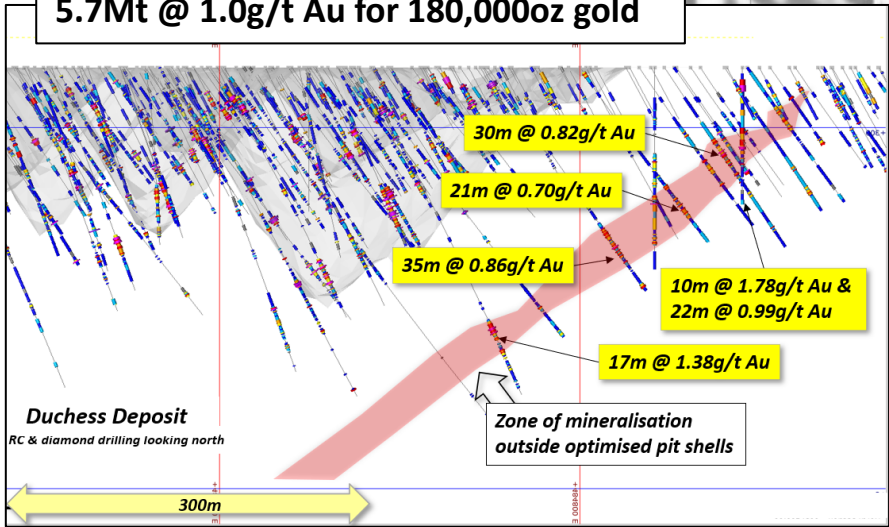 5.7Mt @ 1.0g/t Au for 180,000oz gold
30m @ 0.82g/t Au
21m @ 0.70g/t Au
35m @ 0.86g/t Au
10m @ 1.78g/t Au &
22m @ 0.99g/t Au
17m @ 1.38g/t Au
Duchess Deposit
RC & diamond drilling looking north
Zone of mineralisation
outside optimised pit shells
300m